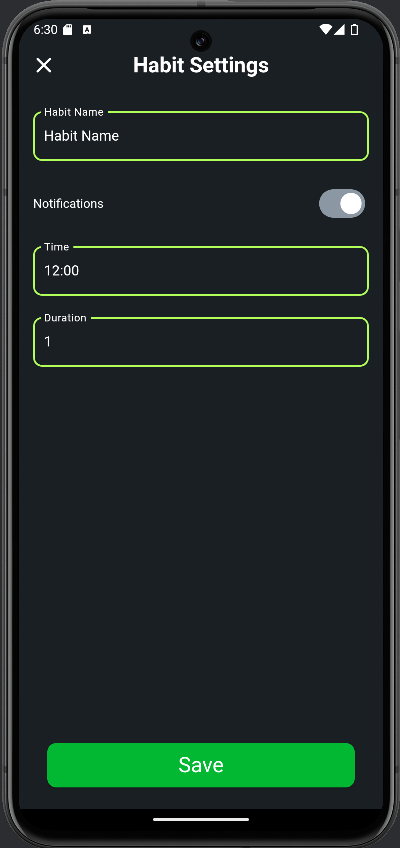 6:30
Habit Settings
Habit Name
Habit Name
Notifications
Time
12:00
Duration
1
Save